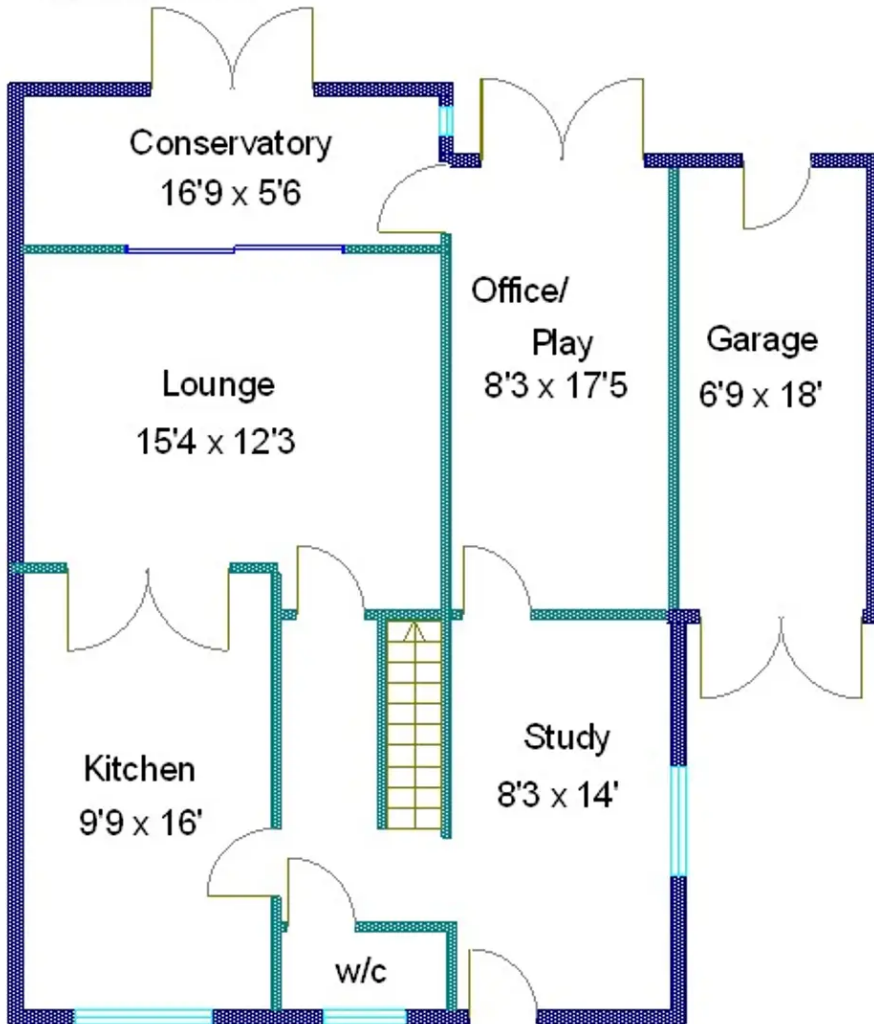 Conservatory
16'9 x 5'6
Office/
Play
8'3 x 17'5
Garage
6'9 x 18'
Lounge
15'4 x 12'3
Kitchen
9'9 x 16'
Study
8'3 x 14'
w/c